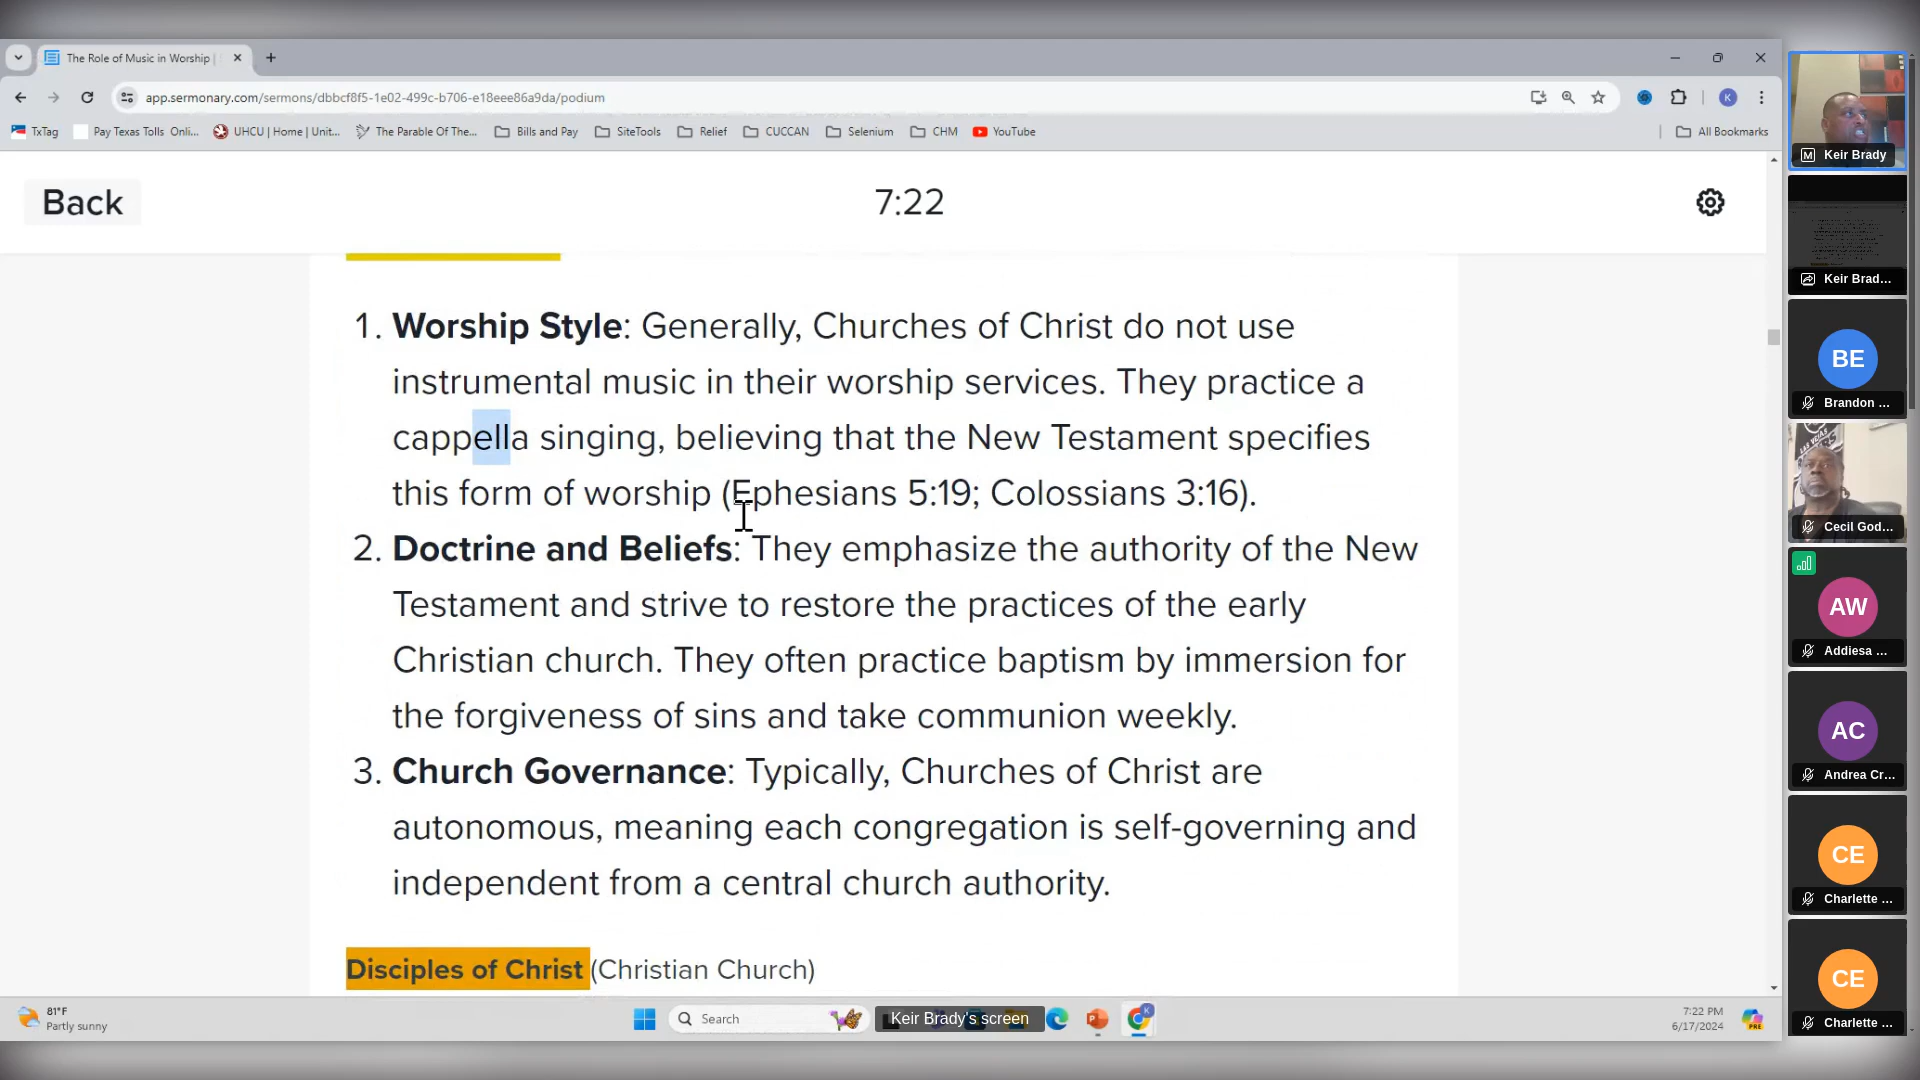 The Role of Music in Worship |
app.sermonary.com/sermons/dbbcf8f5-1e02-499c-b706-e18eee86a9da/podium
TxTag
Pay Texas Tolls Onli...
UHCU | Home | Unit...
The Parable Of The...
Bills and Pay
SiteTools
Relief
CUCCAN
Selenium
CHM
YouTube
All Bookmarks
Back
7:22
1. Worship Style: Generally, Churches of Christ do not use
instrumental music in their worship services. They practice a
cappella singing, believing that the New Testament specifies
this form of worship (Ephesians 5:19; Colossians 3:16).
2. Doctrine and Beliefs: They emphasize the authority of the New
Testament and strive to restore the practices of the early
Christian church. They often practice baptism by immersion for
the forgiveness of sins and take communion weekly.
3. Church Governance: Typically, Churches of Christ are
autonomous, meaning each congregation is self-governing and
independent from a central church authority.
Disciples of Christ (Christian Church)
81°F
Partly sunny
Search
Keir Brady's screen
7:22 PM
6/17/2024
PRE
K
K
M
Keir Brady
Keir Brad...
BE
Brandon ...
Cecil God...
AW
Addiesa ...
AC
Andrea Cr...
CE
Charlette ...
CE
Charlette ...